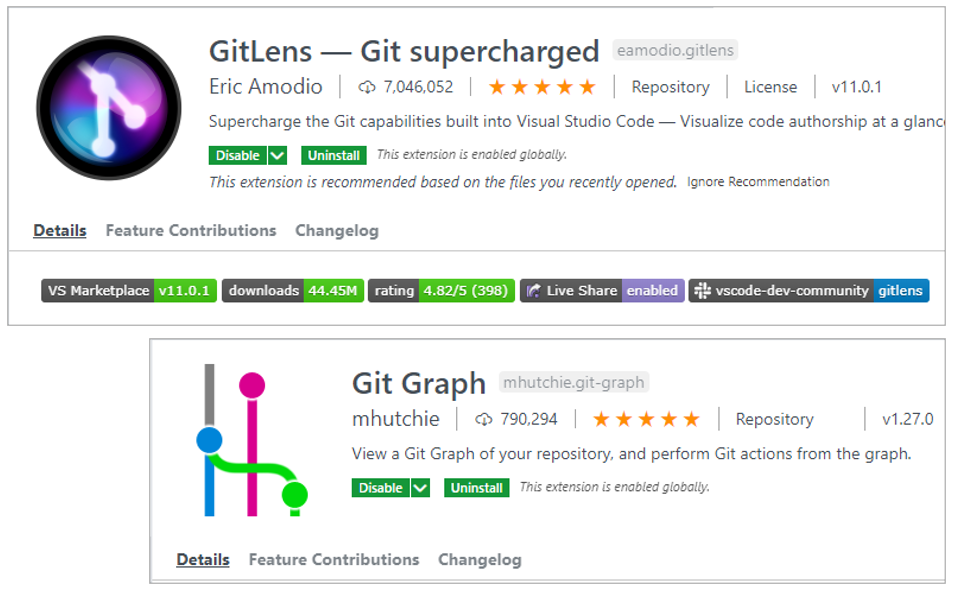 GitLens — Git supercharged eamodio.gitlens
Eric Amodio 7,046,052 Repository License v11.0.1
Supercharge the Git capabilities built into Visual Studio Code — Visualize code authorship at a glance
Disable Uninstall This extension is enabled globally.
This extension is recommended based on the files you recently opened. Ignore Recommendation
Details Feature Contributions Changelog
VS Marketplace v11.0.1 downloads 44.45M rating 4.82/5 (398) Live Share enabled vscode-dev-community gitlens
Git Graph mhutchie.git-graph
mhutchie 790,294 Repository v1.27.0
View a Git Graph of your repository, and perform Git actions from the graph.
Disable Uninstall This extension is enabled globally.
Details Feature Contributions Changelog